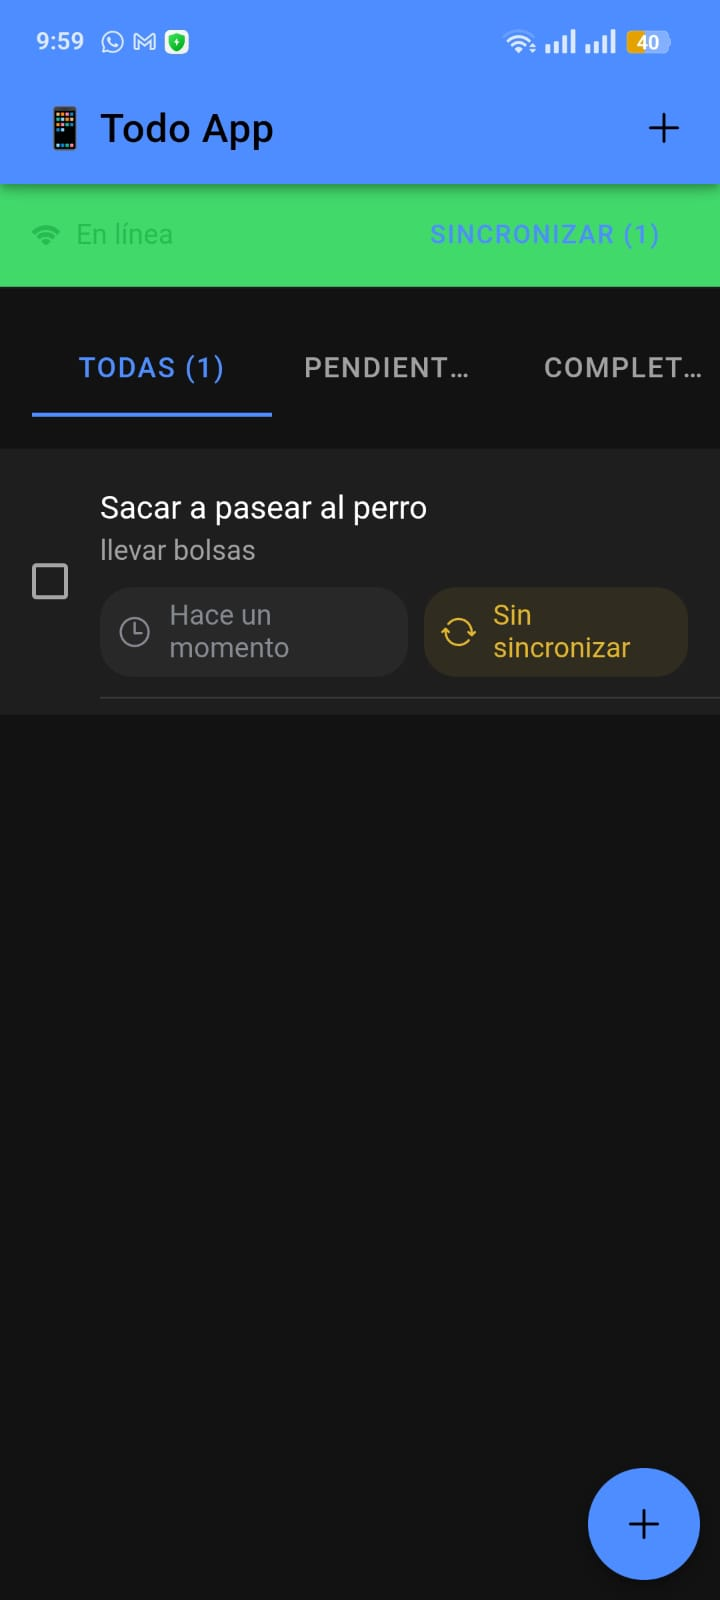 9:59
40
Todo App
En línea
SINCRONIZAR (1)
TODAS (1)
PENDIENT...
COMPLET...
Sacar a pasear al perro
llevar bolsas
Hace un
momento
Sin
sincronizar